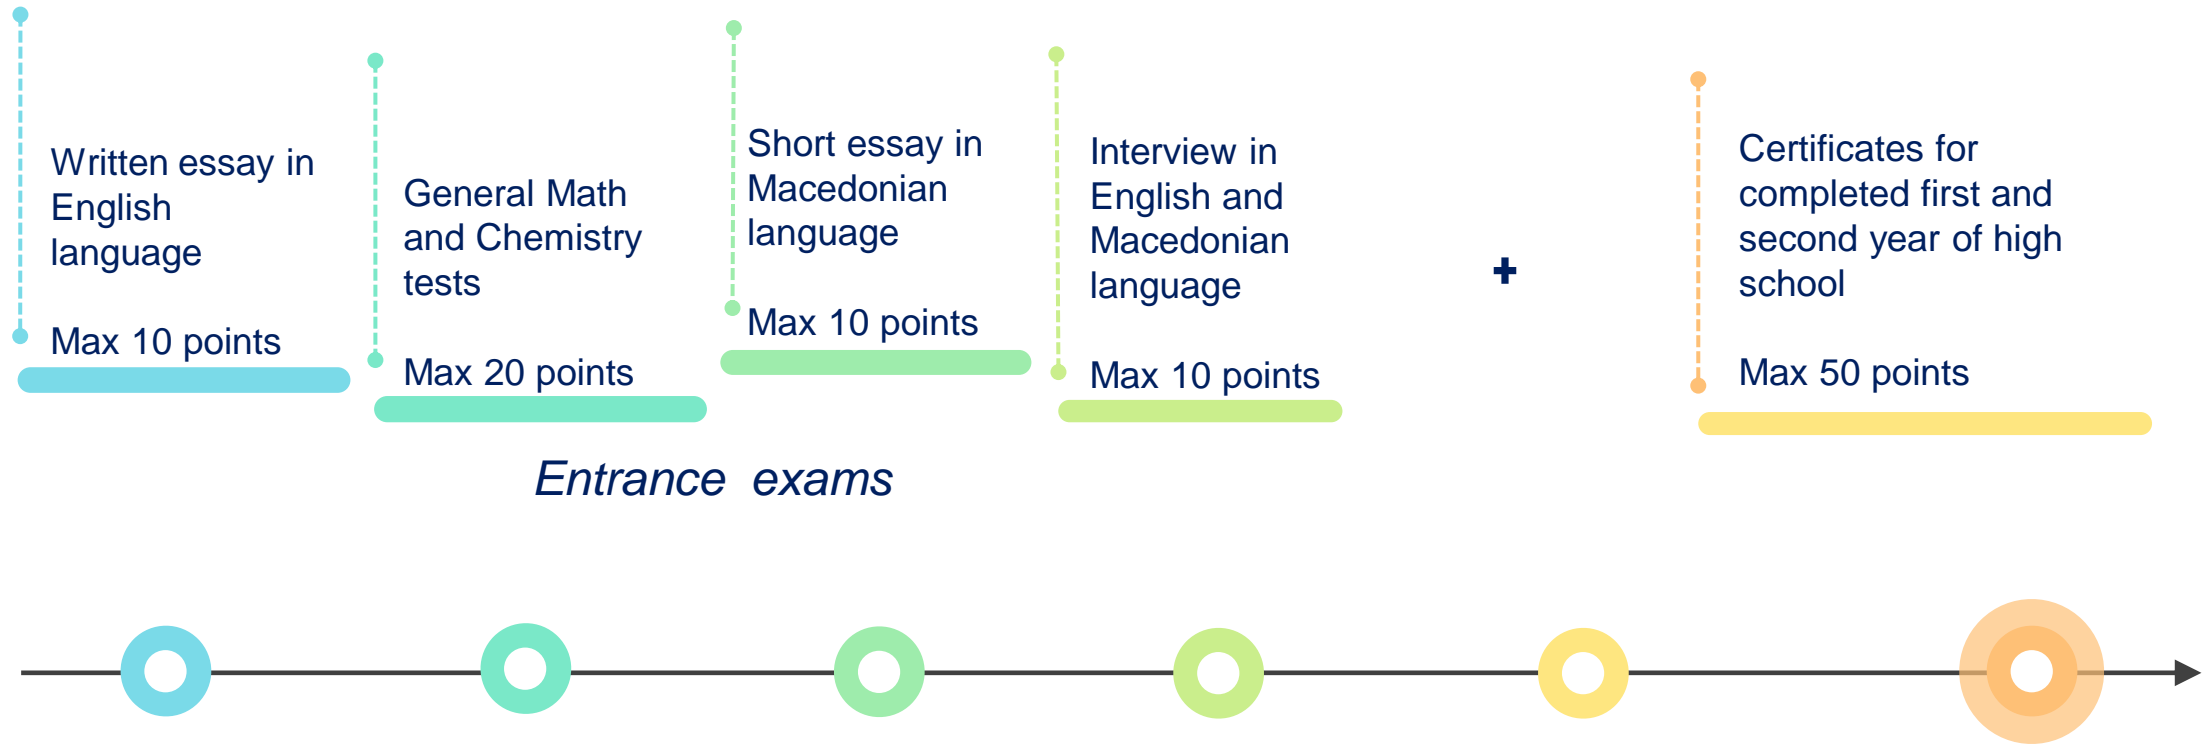 Written essay in
English
language
Max 10 points
General Math
and Chemistry
tests
Max 20 points
Short essay in
Macedonian
language
Max 10 points
Interview in
English and
Macedonian
language
Max 10 points
+
Certificates for
completed first and
second year of high
school
Max 50 points
Entrance exams